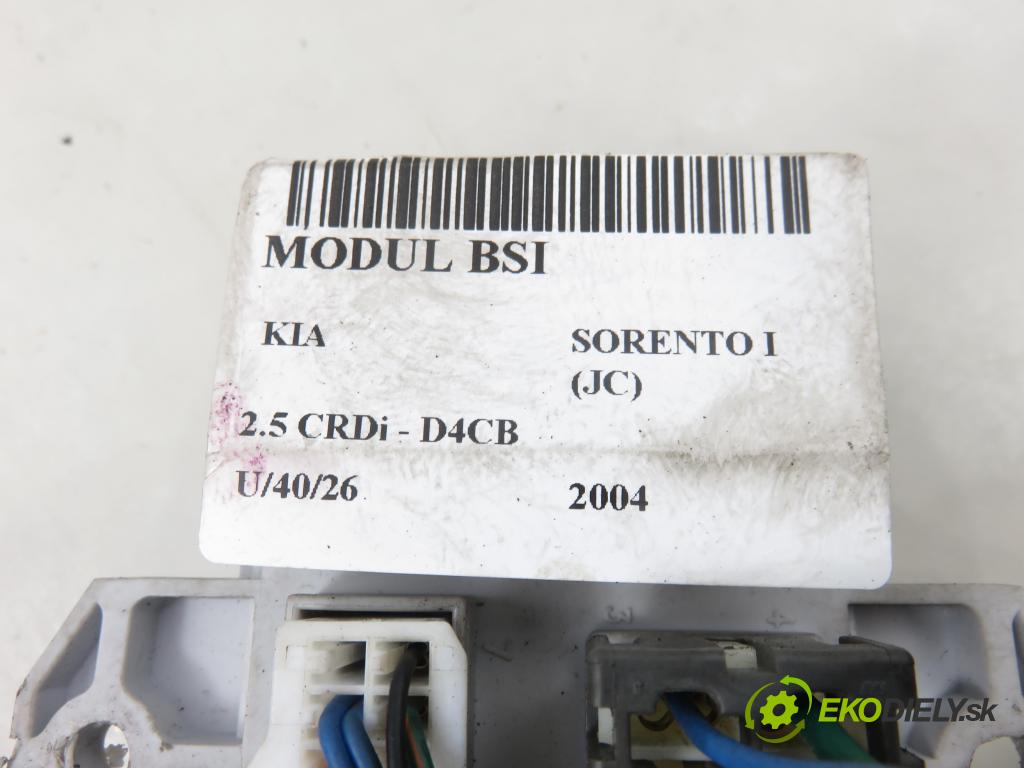 MODUL BSI
KIA SORENTO I
(JC)
2.5 CRDi - D4CB
U/40/26 2004
EKODIELY.sk